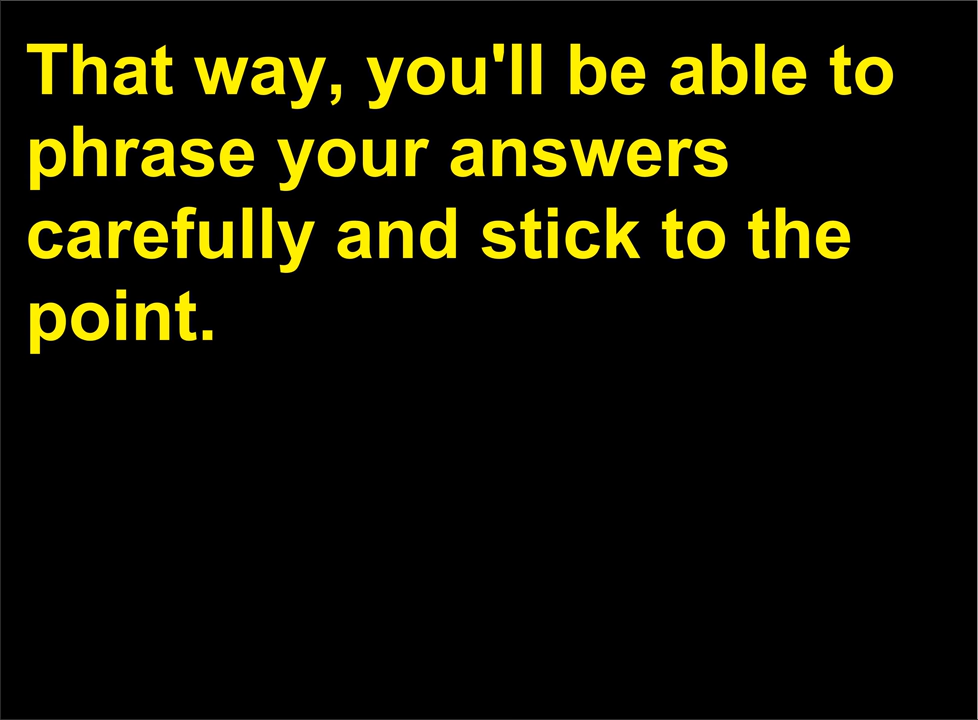 That way, you'll be able to
phrase your answers
carefully and stick to the
point.